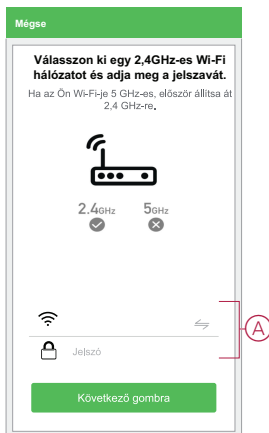 Mégse
Válasszon ki egy 2,4GHz-es Wi-Fi
hálózatot és adja meg a jelszavát.
Ha az Ön Wi-Fi-je 5 GHz-es, először állítsa át
2,4 GHz-re.
2.4GHz 5GHz
A
Jelszó
Következő gombra